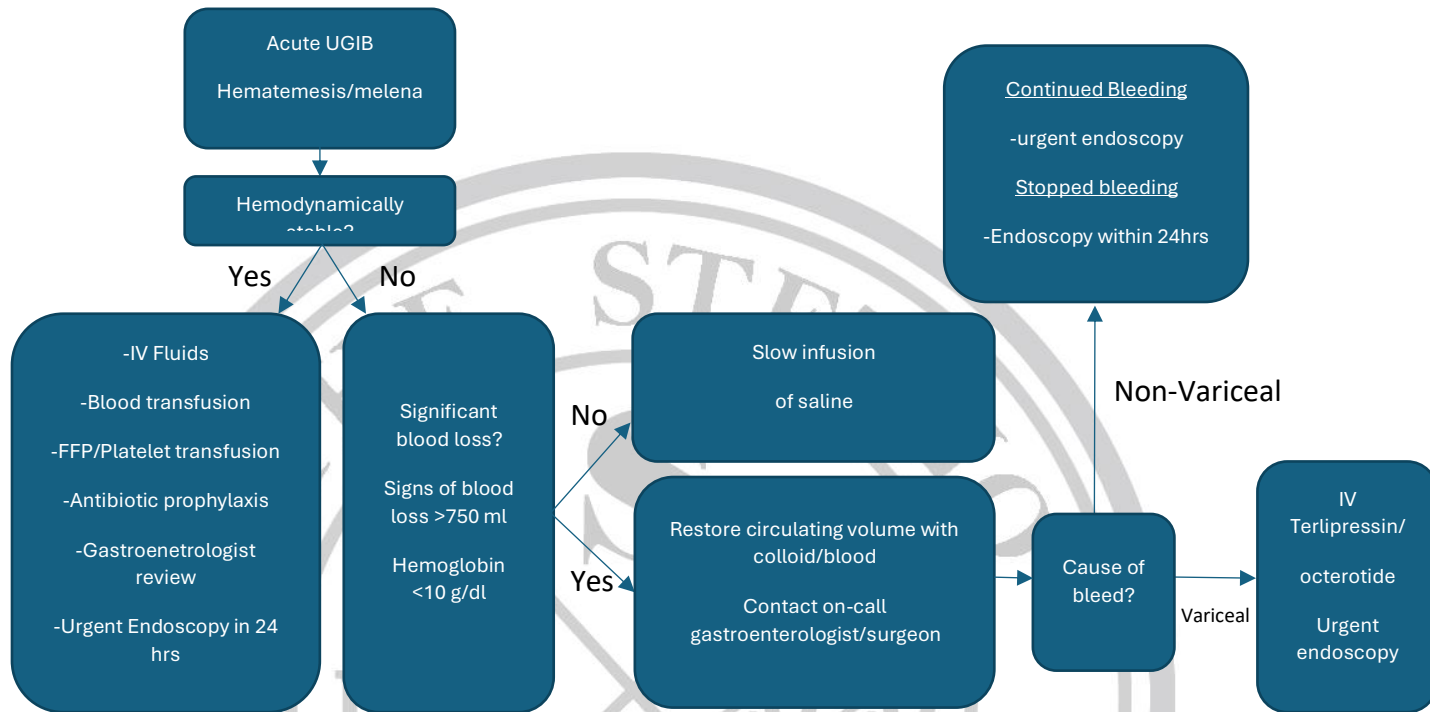 Acute UGIB
Hematemesis/melena
Hemodynamically
stable?
Yes
No
-IV Fluids
-Blood transfusion
-FFP/Platelet transfusion
-Antibiotic prophylaxis
-Gastroenetrologist
review
-Urgent Endoscopy in 24
hrs
Significant
blood loss?
Signs of blood
loss >750 ml
Hemoglobin
<10 g/dl
No
Yes
Slow infusion
of saline
Restore circulating volume with
colloid/blood
Contact on-call
gastroenterologist/surgeon
Cause of
bleed?
Non-Variceal
Continued Bleeding
-urgent endoscopy
Stopped bleeding
-Endoscopy within 24hrs
Variceal
IV
Terlipressin/
octerotide
Urgent
endoscopy